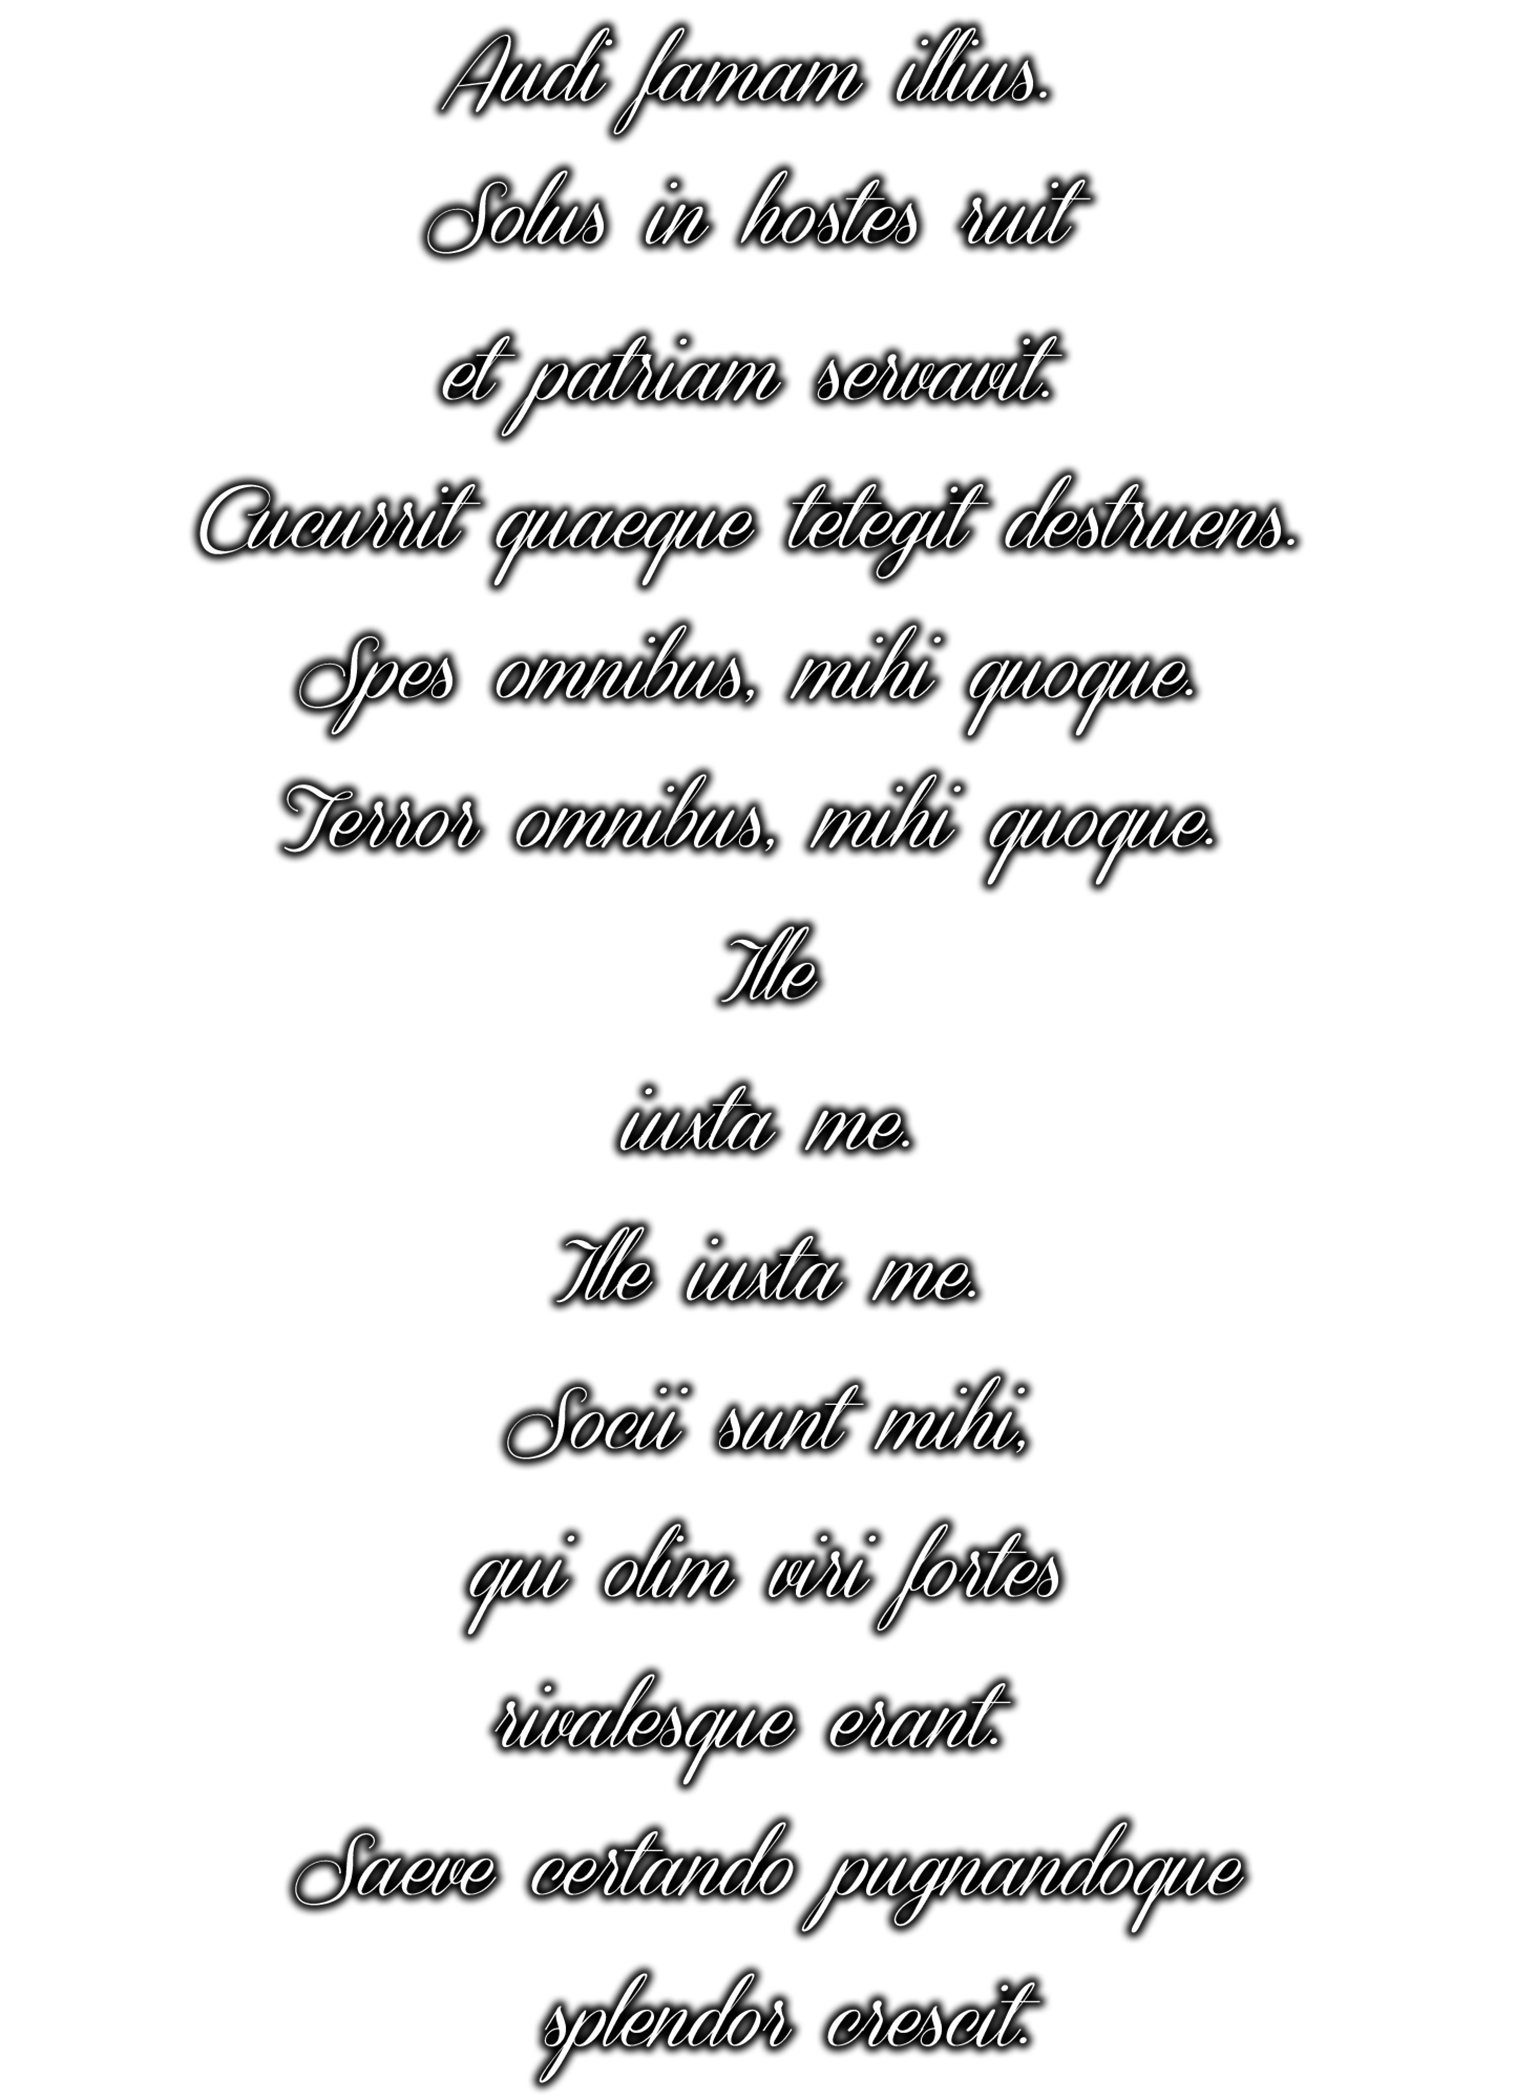 Audi famam illius.
Solus in hostes ruit
et patriam servavit.
Cucurrit quaeque tetegit destruens.
Spes omnibus, mihi quoque.
Terror omnibus, mihi quoque.
Ille
iuxta me.
Ille iuxta me.
Socii sunt mihi,
qui olim viri fortes
rivalesque erant.
Saeve certando pugnandoque
splendor crescit.